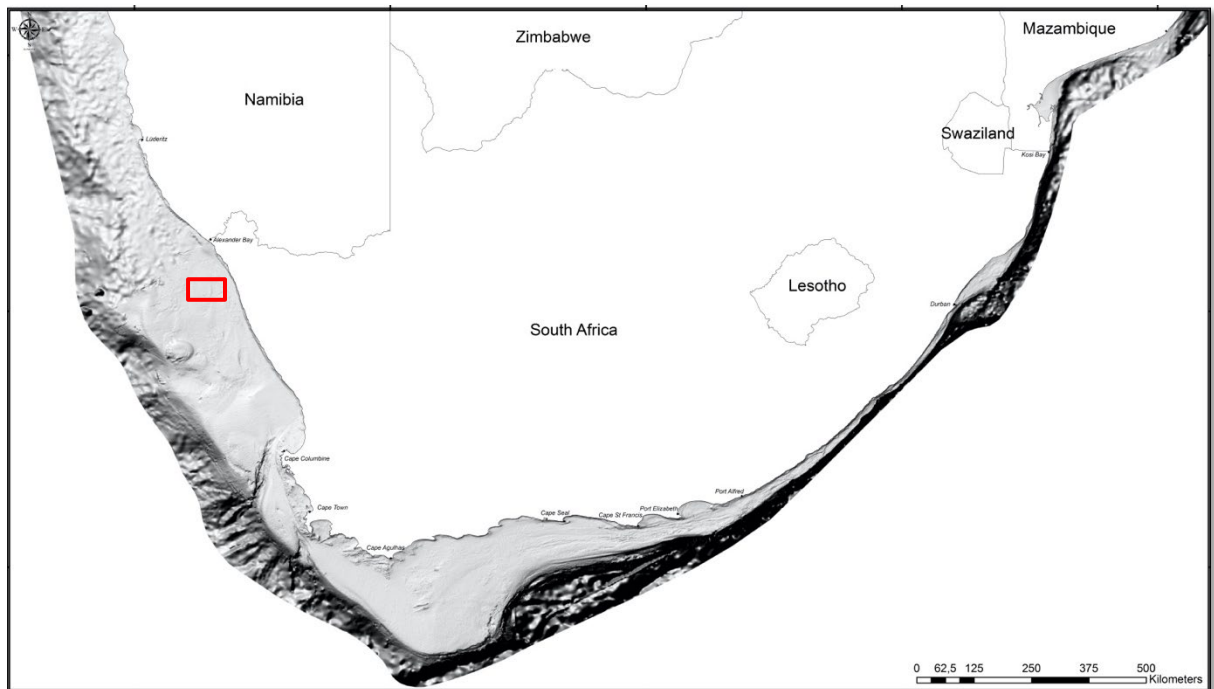 Zimbabwe
Mazambique
Namibia
Lüderitz
Swaziland
Kosi Bay
Alexander Bay
Lesotho
Durban
South Africa
Cape Columbine
Port Alfred
Cape Town
Cape Seal
Port Elizabeth
Cape St Francis
Cape Agulhas
0 62,5 125 250 375 500
Kilometers